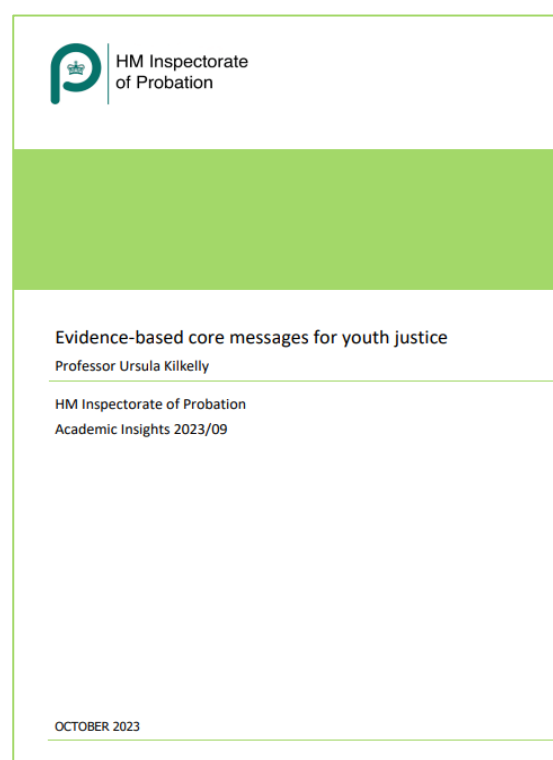 HM Inspectorate
of Probation
Evidence-based core messages for youth justice
Professor Ursula Kilkelly
HM Inspectorate of Probation
Academic Insights 2023/09
OCTOBER 2023